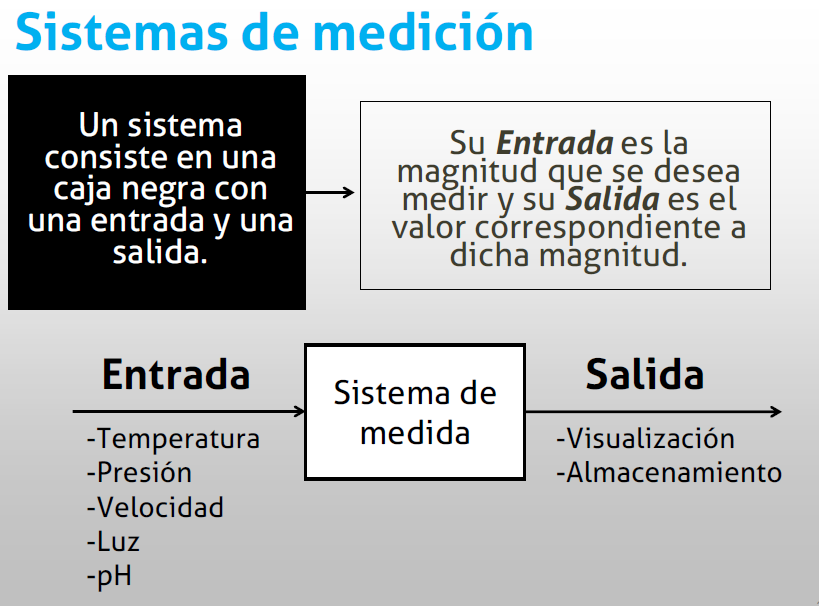 Sistemas de medición
Un sistema
consiste en una
caja negra con
una entrada y una
salida.
Su Entrada es la
magnitud que se desea
medir y su Salida es el
valor correspondiente a
dicha magnitud.
Entrada
Sistema de
medida
Salida
-Temperatura
-Presión
-Velocidad
-Luz
-pH
-Visualización
-Almacenamiento